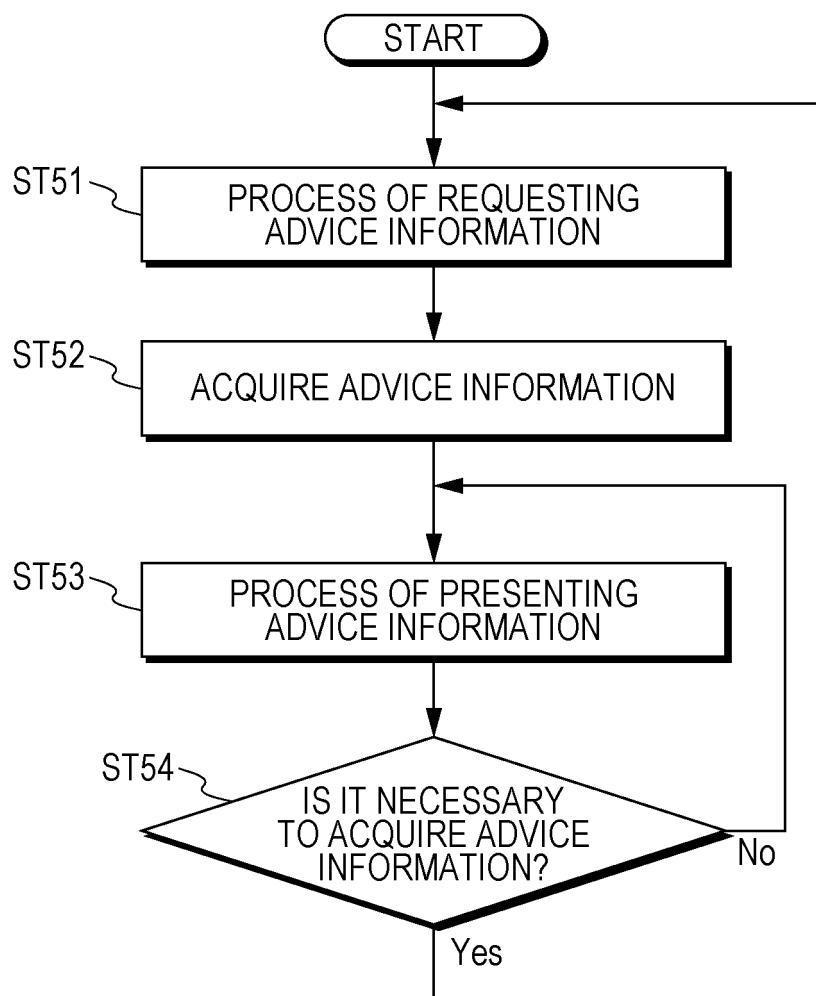 START
ST51
PROCESS OF REQUESTING
ADVICE INFORMATION
ST52
ACQUIRE ADVICE INFORMATION
ST53
PROCESS OF PRESENTING
ADVICE INFORMATION
ST54
IS IT NECESSARY
TO ACQUIRE ADVICE
INFORMATION?
No
Yes